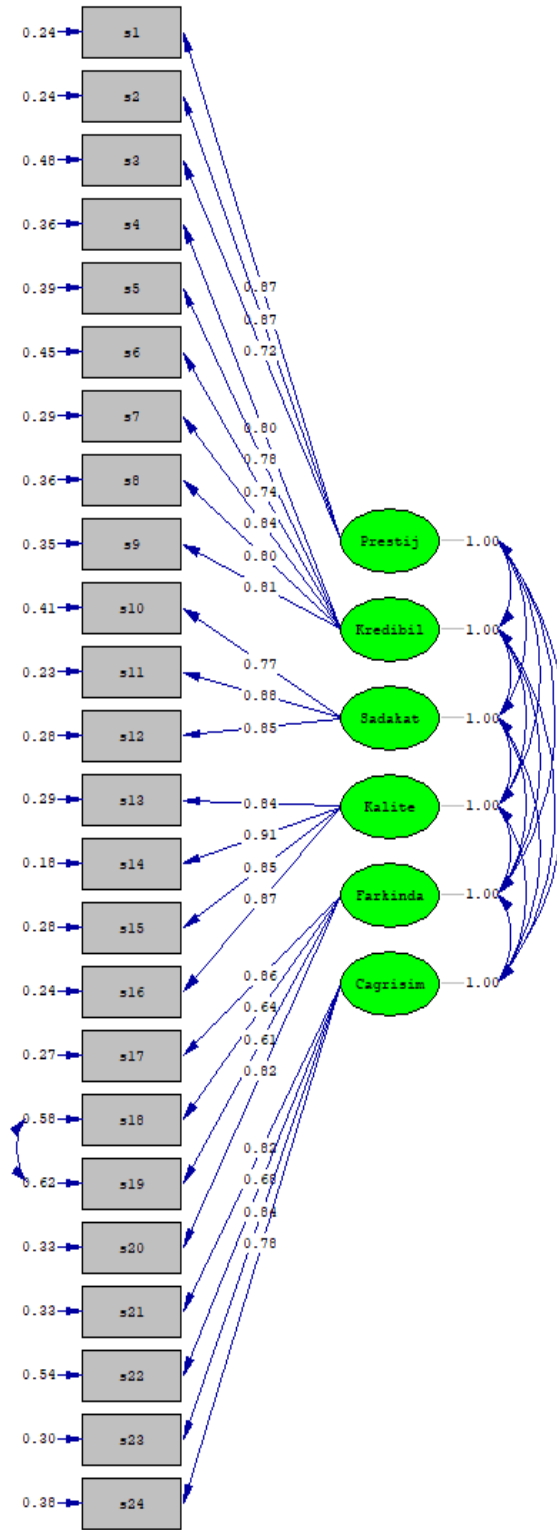 0.24 s1
0.24 s2
0.48 s3
0.36 s4
0.39 s5
0.45 s6
0.29 s7
0.36 s8
0.35 s9
0.41 s10
0.23 s11
0.28 s12
0.29 s13
0.18 s14
0.28 s15
0.24 s16
0.27 s17
0.58 s18
0.62 s19
0.33 s20
0.33 s21
0.54 s22
0.30 s23
0.38 s24
0.87
0.87
0.72
0.80
0.78
0.74
0.84
0.80
0.81
0.77
0.88
0.85
0.84
0.91
0.85
0.87
0.86
0.64
0.61
0.82
0.82
0.68
0.84
0.78
Prestij 1.00
Kredibil 1.00
Sadakat 1.00
Kalite 1.00
Farkinda 1.00
Cagrisim 1.00